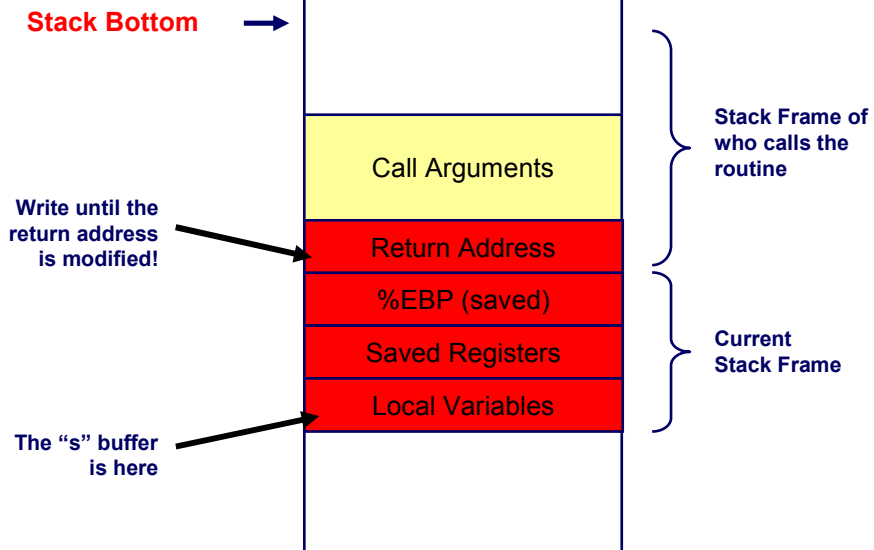 Stack Bottom
Stack Frame of
who calls the
routine
Call Arguments
Write until the
return address
is modified!
Return Address
%EBP (saved)
Saved Registers
Current
Stack Frame
Local Variables
The “s” buffer
is here